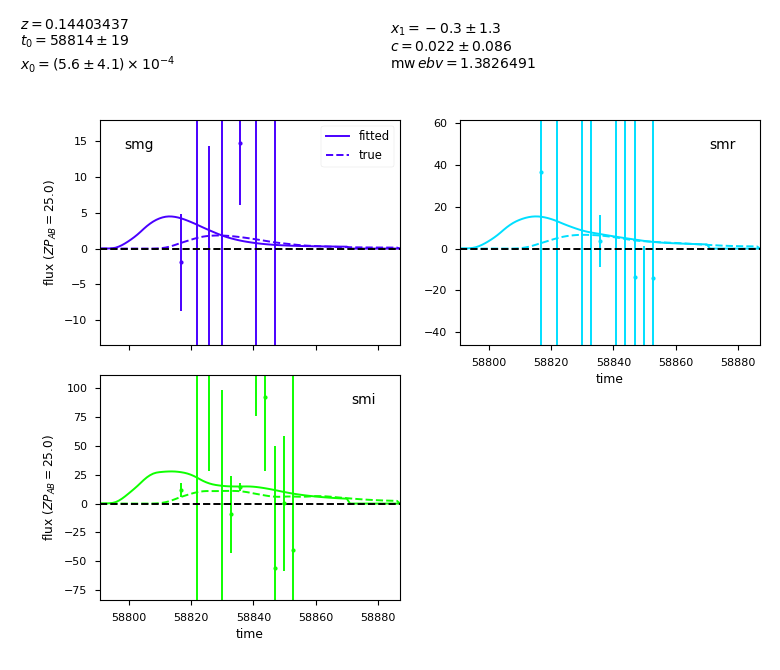 z = 0.14403437
t₀ = 58814 ± 19
x₀ = (5.6 ± 4.1) × 10⁻⁴
x₁ = −0.3 ± 1.3
c = 0.022 ± 0.086
mw ebv = 1.3826491
smg
fitted
true
15
10
5
0
−5
−10
flux (ZP_AB = 25.0)
smr
60
40
20
0
−20
−40
58800 58820 58840 58860 58880
time
smi
100
75
50
25
0
−25
−50
−75
flux (ZP_AB = 25.0)
58800 58820 58840 58860 58880
time